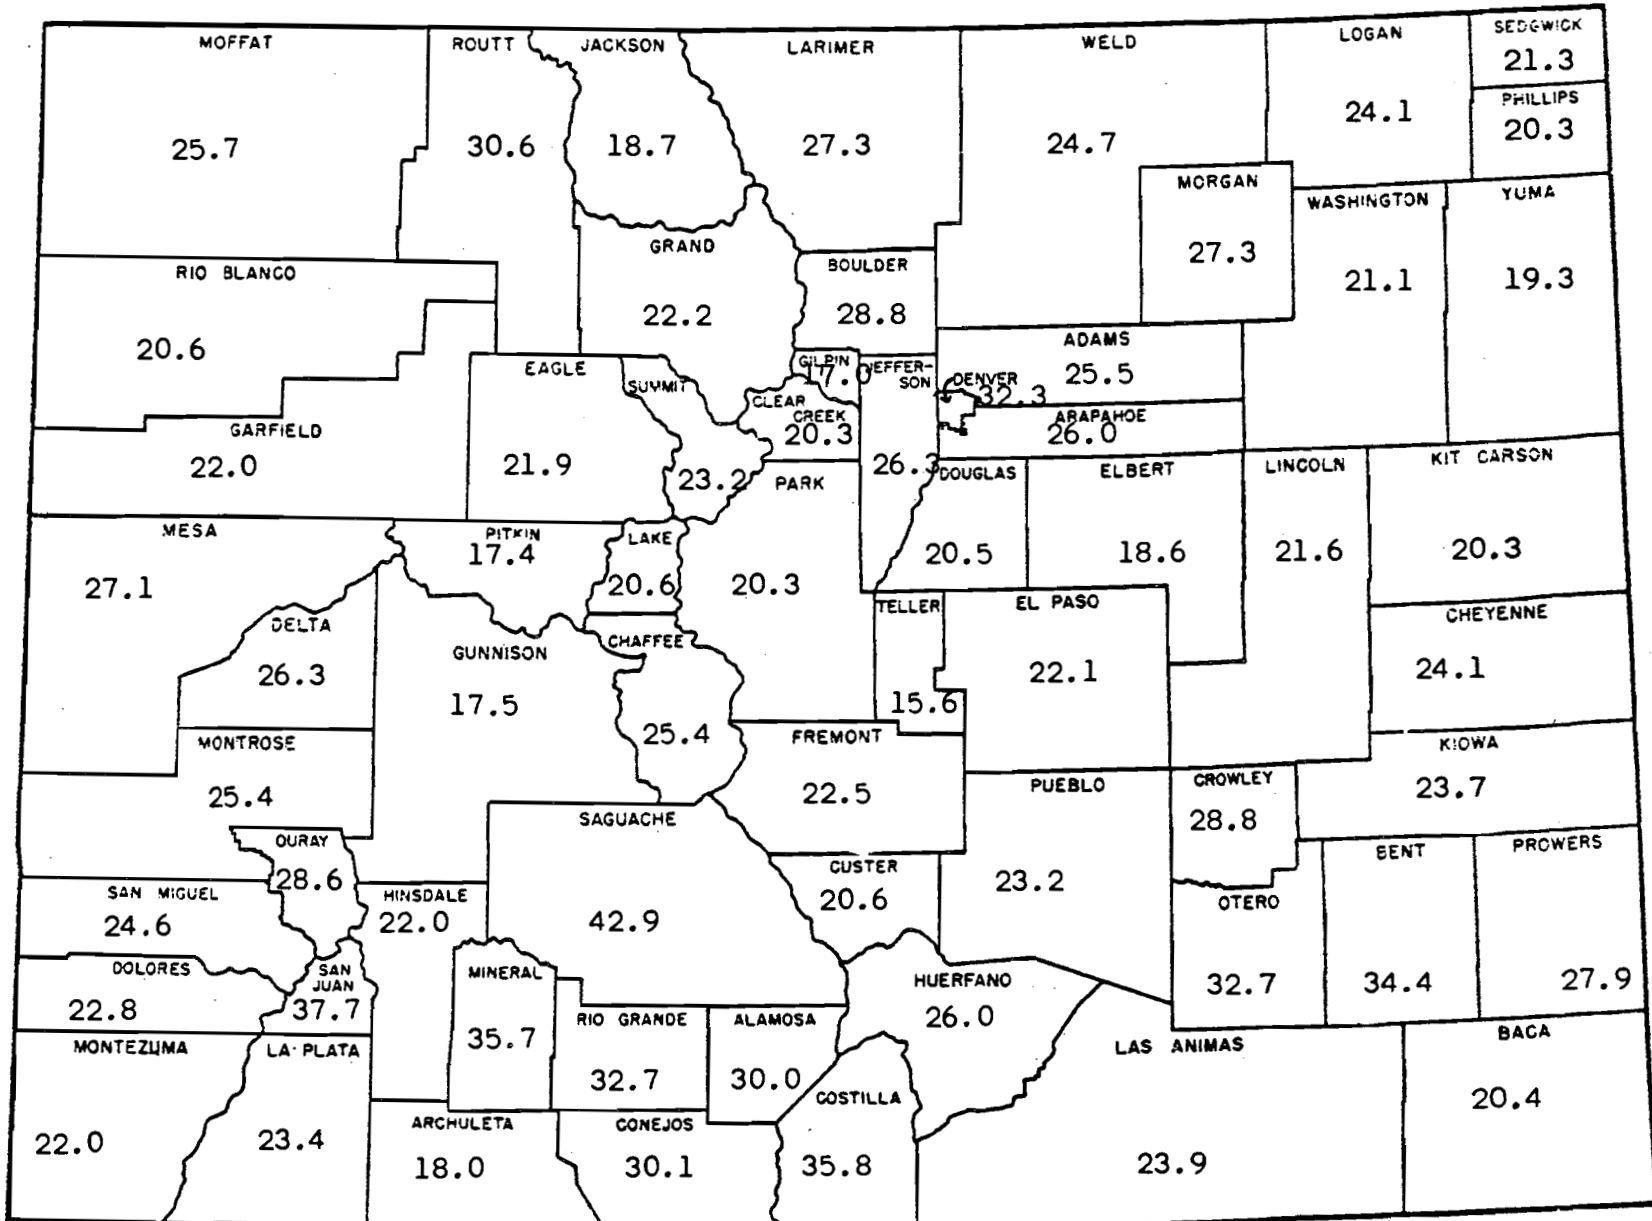 MOFFAT
25.7
ROUTT
30.6
JACKSON
18.7
LARIMER
27.3
WELD
24.7
LOGAN
24.1
SEDGWICK
21.3
PHILLIPS
20.3
MORGAN
27.3
WASHINGTON
21.1
YUMA
19.3
RIO BLANCO
20.6
GRAND
22.2
BOULDER
28.8
GARFIELD
22.0
EAGLE
21.9
SUMMIT
23.2
GILPIN
17.0
CLEAR
CREEK
20.3
JEFFER-
SON
26.3
DENVER
32.3
ADAMS
25.5
ARAPAHOE
26.0
MESA
27.1
PITKIN
17.4
LAKE
20.6
PARK
20.3
DOUGLAS
20.5
ELBERT
18.6
LINCOLN
21.6
KIT CARSON
20.3
DELTA
26.3
GUNNISON
17.5
CHAFFEE
25.4
TELLER
15.6
EL PASO
22.1
CHEYENNE
24.1
MONTROSE
25.4
FREMONT
22.5
PUEBLO
23.2
CROWLEY
28.8
KIOWA
23.7
OURAY
28.6
SAGUACHE
42.9
CUSTER
20.6
SAN MIGUEL
24.6
HINSDALE
22.0
OTERO
32.7
BENT
34.4
PROWERS
27.9
DOLORES
22.8
SAN
JUAN
37.7
MINERAL
35.7
RIO GRANDE
32.7
ALAMOSA
30.0
HUERFANO
26.0
MONTEZUMA
22.0
LA PLATA
23.4
ARCHULETA
18.0
CONEJOS
30.1
COSTILLA
35.8
LAS ANIMAS
23.9
BACA
20.4